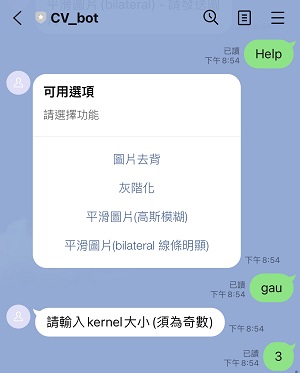 平滑圖片(bilateral)，請發送圖
CV_bot
已讀
下午8:54
Help
可用選項
請選擇功能
圖片去背
灰階化
平滑圖片(高斯模糊)
平滑圖片(bilateral 線條明顯)
下午8:54
已讀
下午8:54
gau
請輸入kernel大小 (須為奇數)
下午8:54
已讀
下午8:54
3